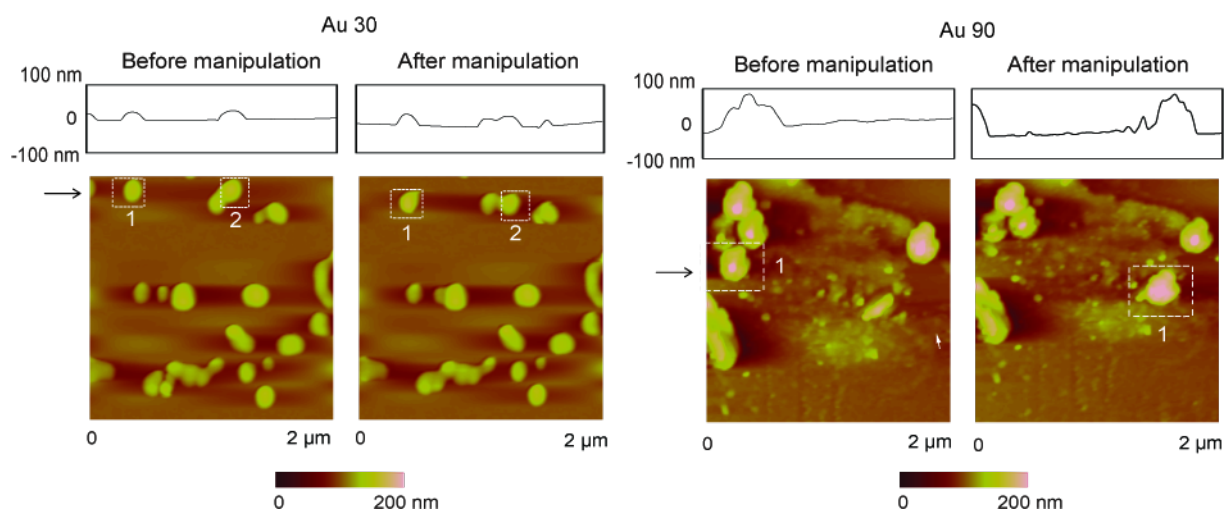 Au 30
Before manipulation
After manipulation
100 nm
0
-100 nm
1
2
1
2
0
2 µm
0
2 µm
0
200 nm
Au 90
Before manipulation
After manipulation
100 nm
0
-100 nm
1
1
0
2 µm
0
2 µm
0
200 nm